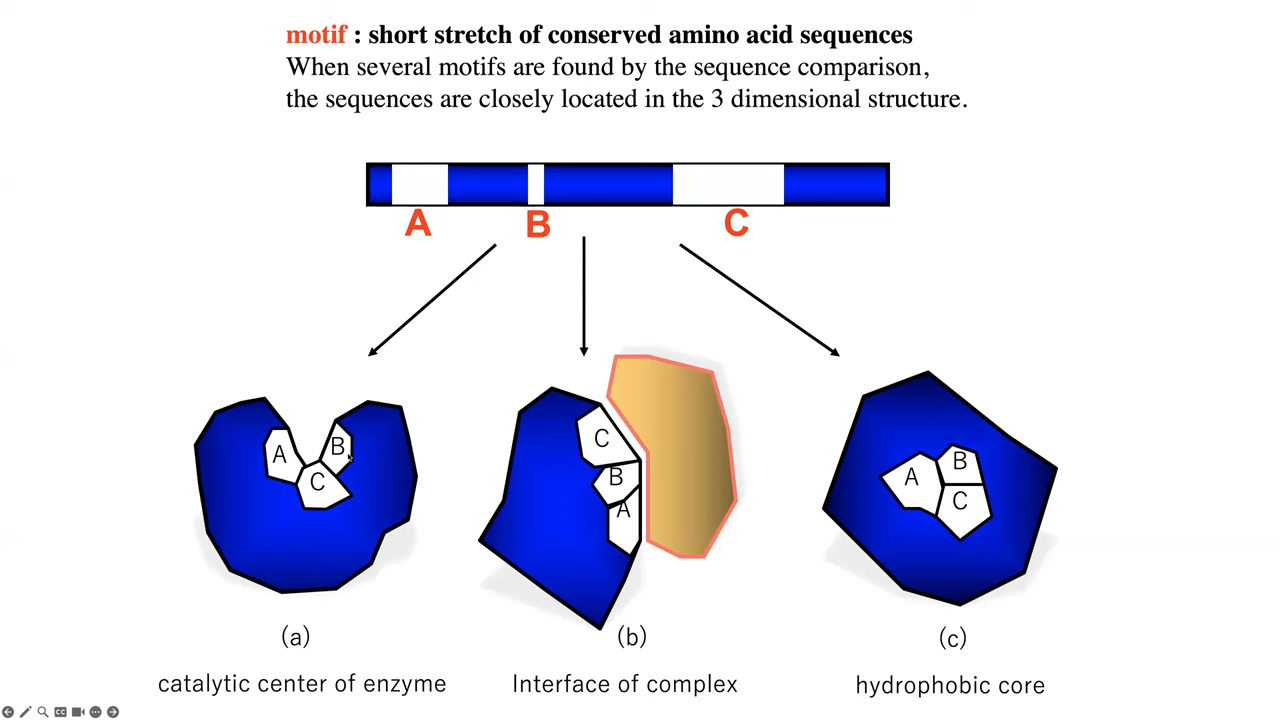 motif : short stretch of conserved amino acid sequences
When several motifs are found by the sequence comparison,
the sequences are closely located in the 3 dimensional structure.
A B C
A B C
C B A
A B C
(a) (b) (c)
catalytic center of enzyme Interface of complex hydrophobic core